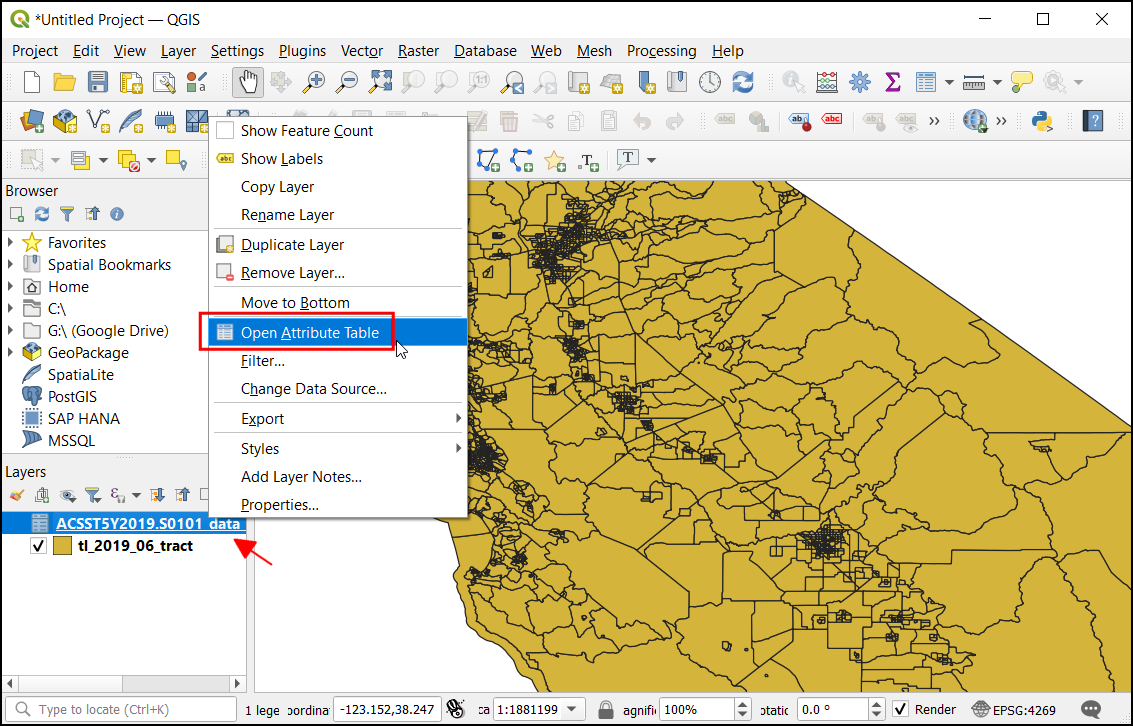 *Untitled Project — QGIS
Project Edit View Layer Settings Plugins Vector Raster Database Web Mesh Processing Help
Show Feature Count
Show Labels
Copy Layer
Rename Layer
Duplicate Layer
Remove Layer...
Move to Bottom
Open Attribute Table
Filter...
Change Data Source...
Export
Styles
Add Layer Notes...
Properties...
Browser
Favorites
Spatial Bookmarks
Home
C:\
G:\ (Google Drive)
GeoPackage
SpatiaLite
PostGIS
SAP HANA
MSSQL
Layers
ACSST5Y2019.S0101_data
tl_2019_06_tract
Type to locate (Ctrl+K) 1 lege oordina -123.152,38.247 ca 1:1881199 agnifi 100% otatic 0.0 ° Render EPSG:4269